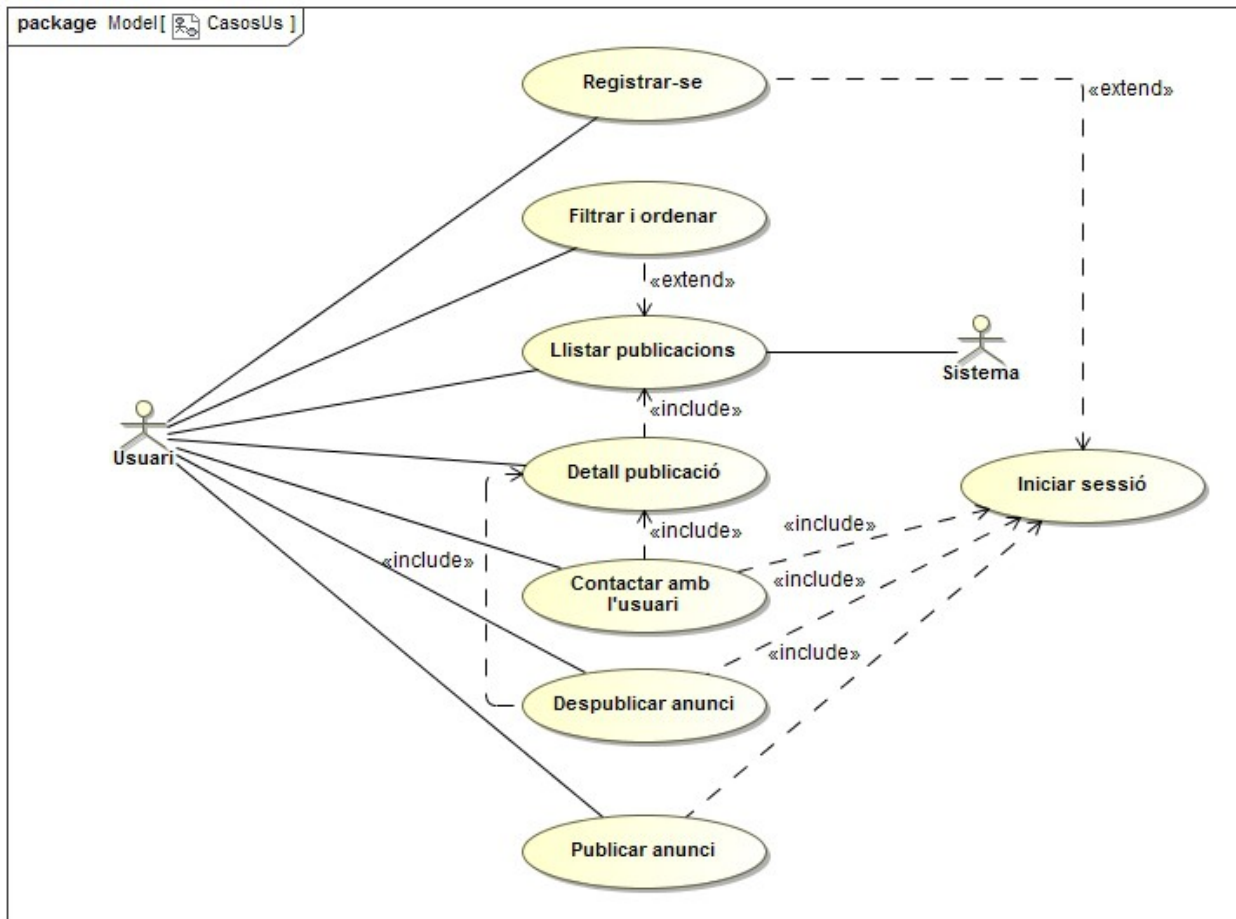 package Model[ CasosUs ]
Registrar-se
«extend»
Filtrar i ordenar
«extend»
Llistar publicacions
Sistema
«include»
Usuari
Detall publicació
Iniciar sessió
«include»
«include»
«include»
Contactar amb
l'usuari
«include»
«include»
Despublicar anunci
Publicar anunci